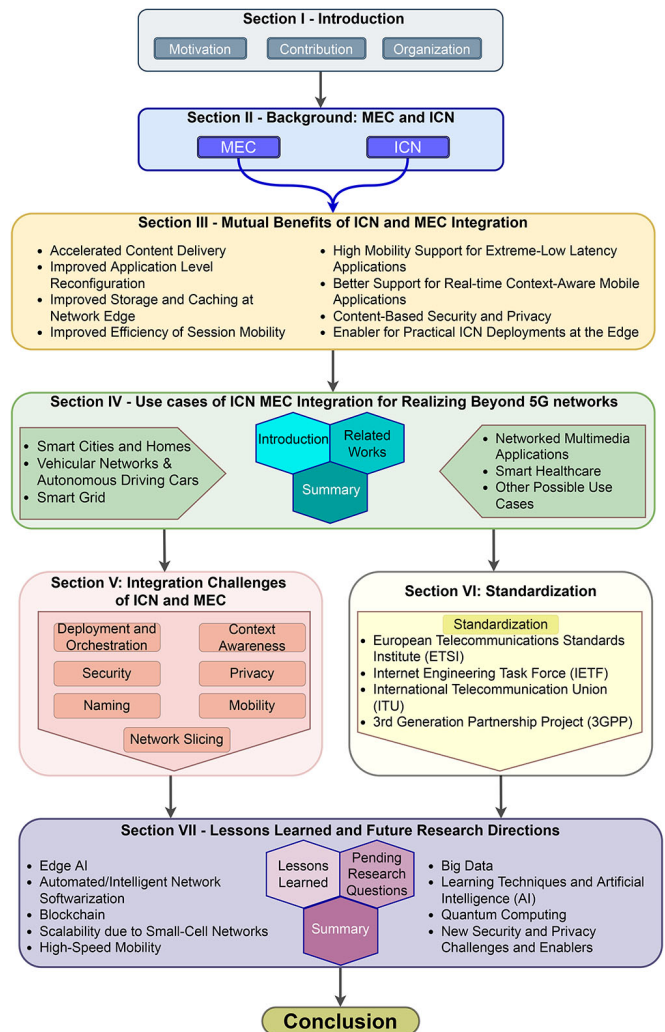 Section I - Introduction
Motivation
Contribution
Organization
Section II - Background: MEC and ICN
MEC
ICN
Section III - Mutual Benefits of ICN and MEC Integration
• Accelerated Content Delivery
• Improved Application Level
Reconfiguration
• Improved Storage and Caching at
Network Edge
• Improved Efficiency of Session Mobility
• High Mobility Support for Extreme-Low Latency
Applications
• Better Support for Real-time Context-Aware Mobile
Applications
• Content-Based Security and Privacy
• Enabler for Practical ICN Deployments at the Edge
Section IV - Use cases of ICN MEC Integration for Realizing Beyond 5G networks
• Smart Cities and Homes
• Vehicular Networks &
Autonomous Driving Cars
• Smart Grid
Introduction
Related
Works
Summary
• Networked Multimedia
Applications
• Smart Healthcare
• Other Possible Use
Cases
Section V: Integration Challenges
of ICN and MEC
Deployment and
Orchestration
Context
Awareness
Security
Privacy
Naming
Mobility
Network Slicing
Section VI: Standardization
Standardization
• European Telecommunications Standards
Institute (ETSI)
• Internet Engineering Task Force (IETF)
• International Telecommunication Union
(ITU)
• 3rd Generation Partnership Project (3GPP)
Section VII - Lessons Learned and Future Research Directions
• Edge AI
• Automated/Intelligent Network
Softwarization
• Blockchain
• Scalability due to Small-Cell Networks
• High-Speed Mobility
Lessons
Learned
Pending
Research
Questions
Summary
• Big Data
• Learning Techniques and Artificial
Intelligence (AI)
• Quantum Computing
• New Security and Privacy
Challenges and Enablers
Conclusion